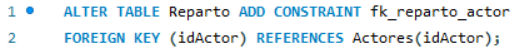 1 ALTER TABLE Reparto ADD CONSTRAINT fk_reparto_actor
2 FOREIGN KEY (idActor) REFERENCES Actores(idActor);